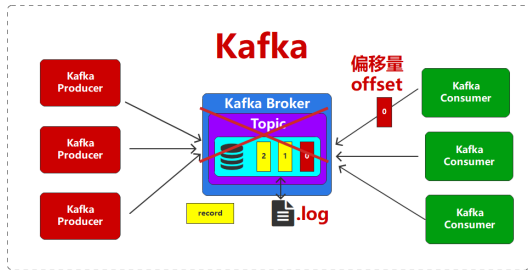 Kafka
偏移量
offset
0
Kafka
Producer
Kafka
Producer
Kafka
Producer
Kafka Broker
Topic
2 1 0
record
.log
Kafka
Consumer
Kafka
Consumer
Kafka
Consumer